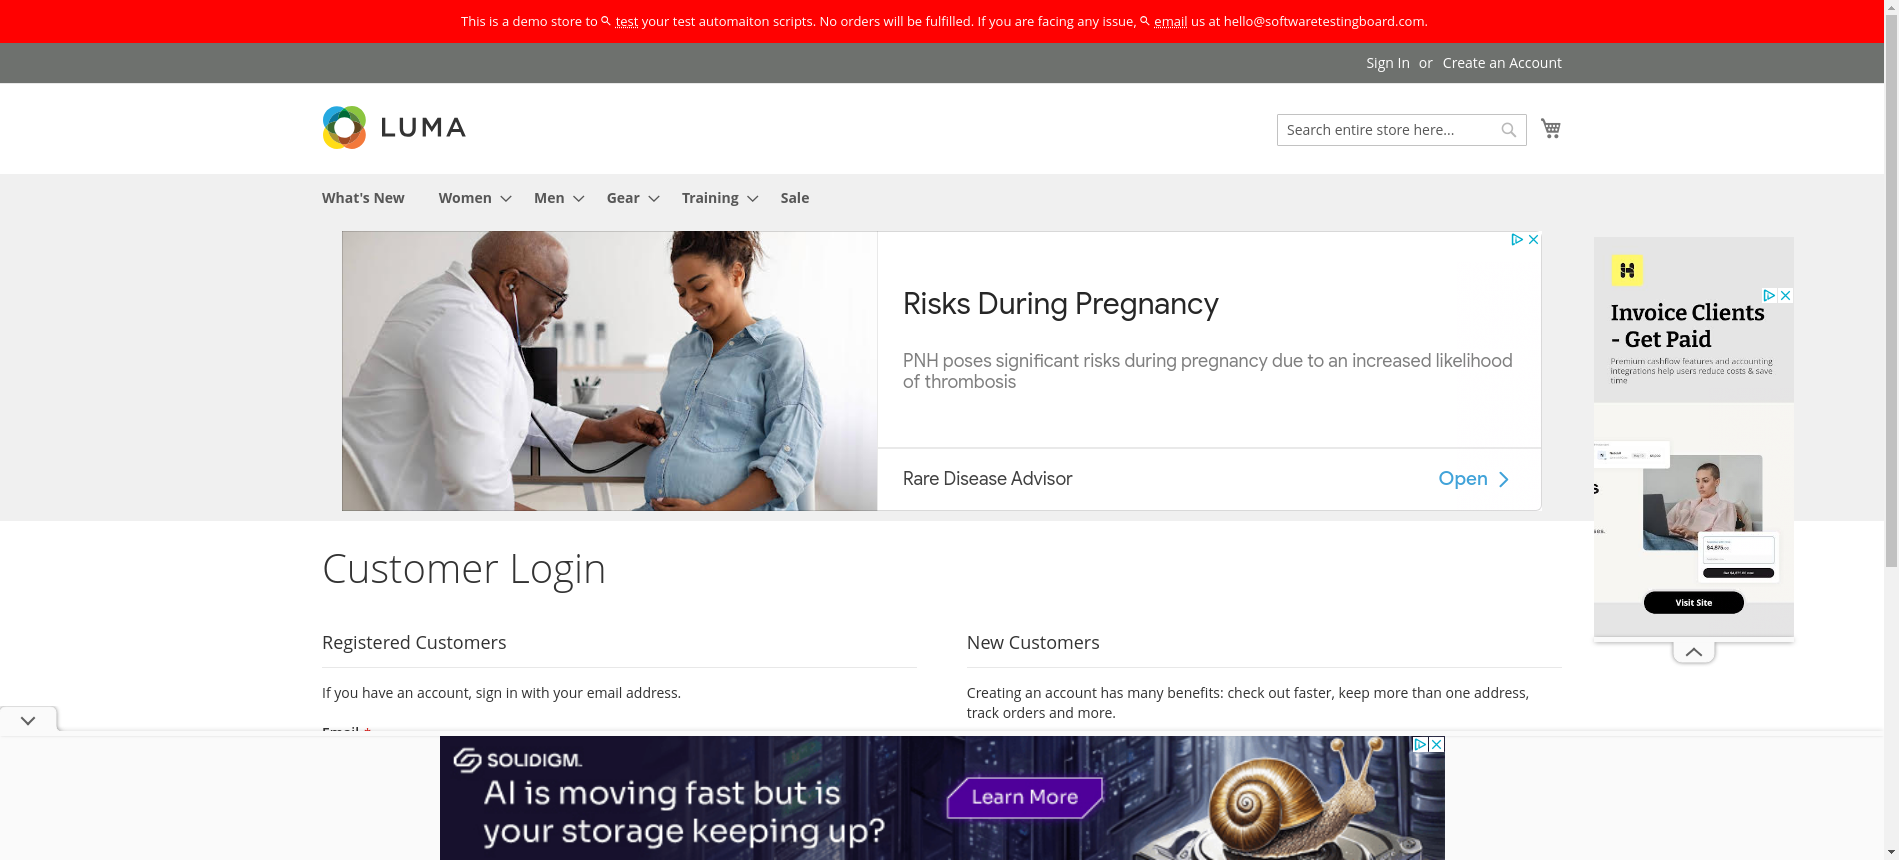 This is a demo store to test your test automaiton scripts. No orders will be fulfilled. If you are facing any issue, email us at hello@softwaretestingboard.com.
Sign In or Create an Account
LUMA
Search entire store here...
What's New Women Men Gear Training Sale
Risks During Pregnancy
PNH poses significant risks during pregnancy due to an increased likelihood
of thrombosis
Rare Disease Advisor
Open
Invoice Clients
- Get Paid
Premium cashflow features and accounting
integrations help users reduce costs & save
time
Visit Site
Customer Login
Registered Customers
If you have an account, sign in with your email address.
Email *
New Customers
Creating an account has many benefits: check out faster, keep more than one address,
track orders and more.
SOLIDIGM
AI is moving fast but is
your storage keeping up?
Learn More